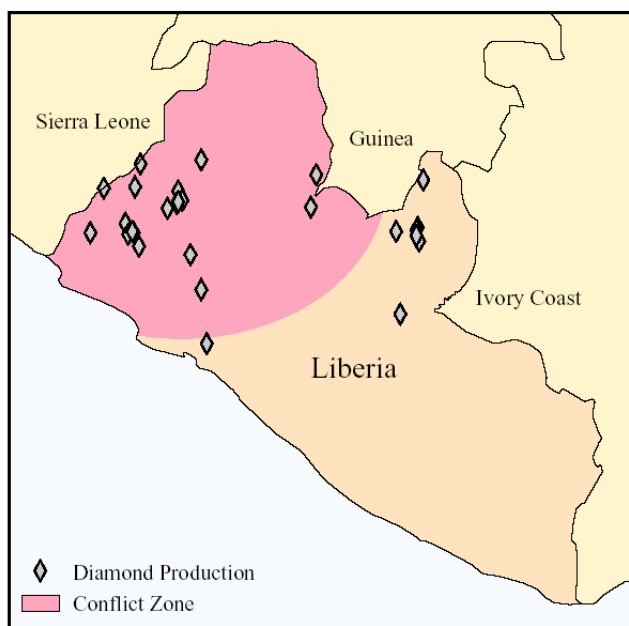 Sierra Leone
Guinea
Ivory Coast
Liberia
Diamond Production
Conflict Zone